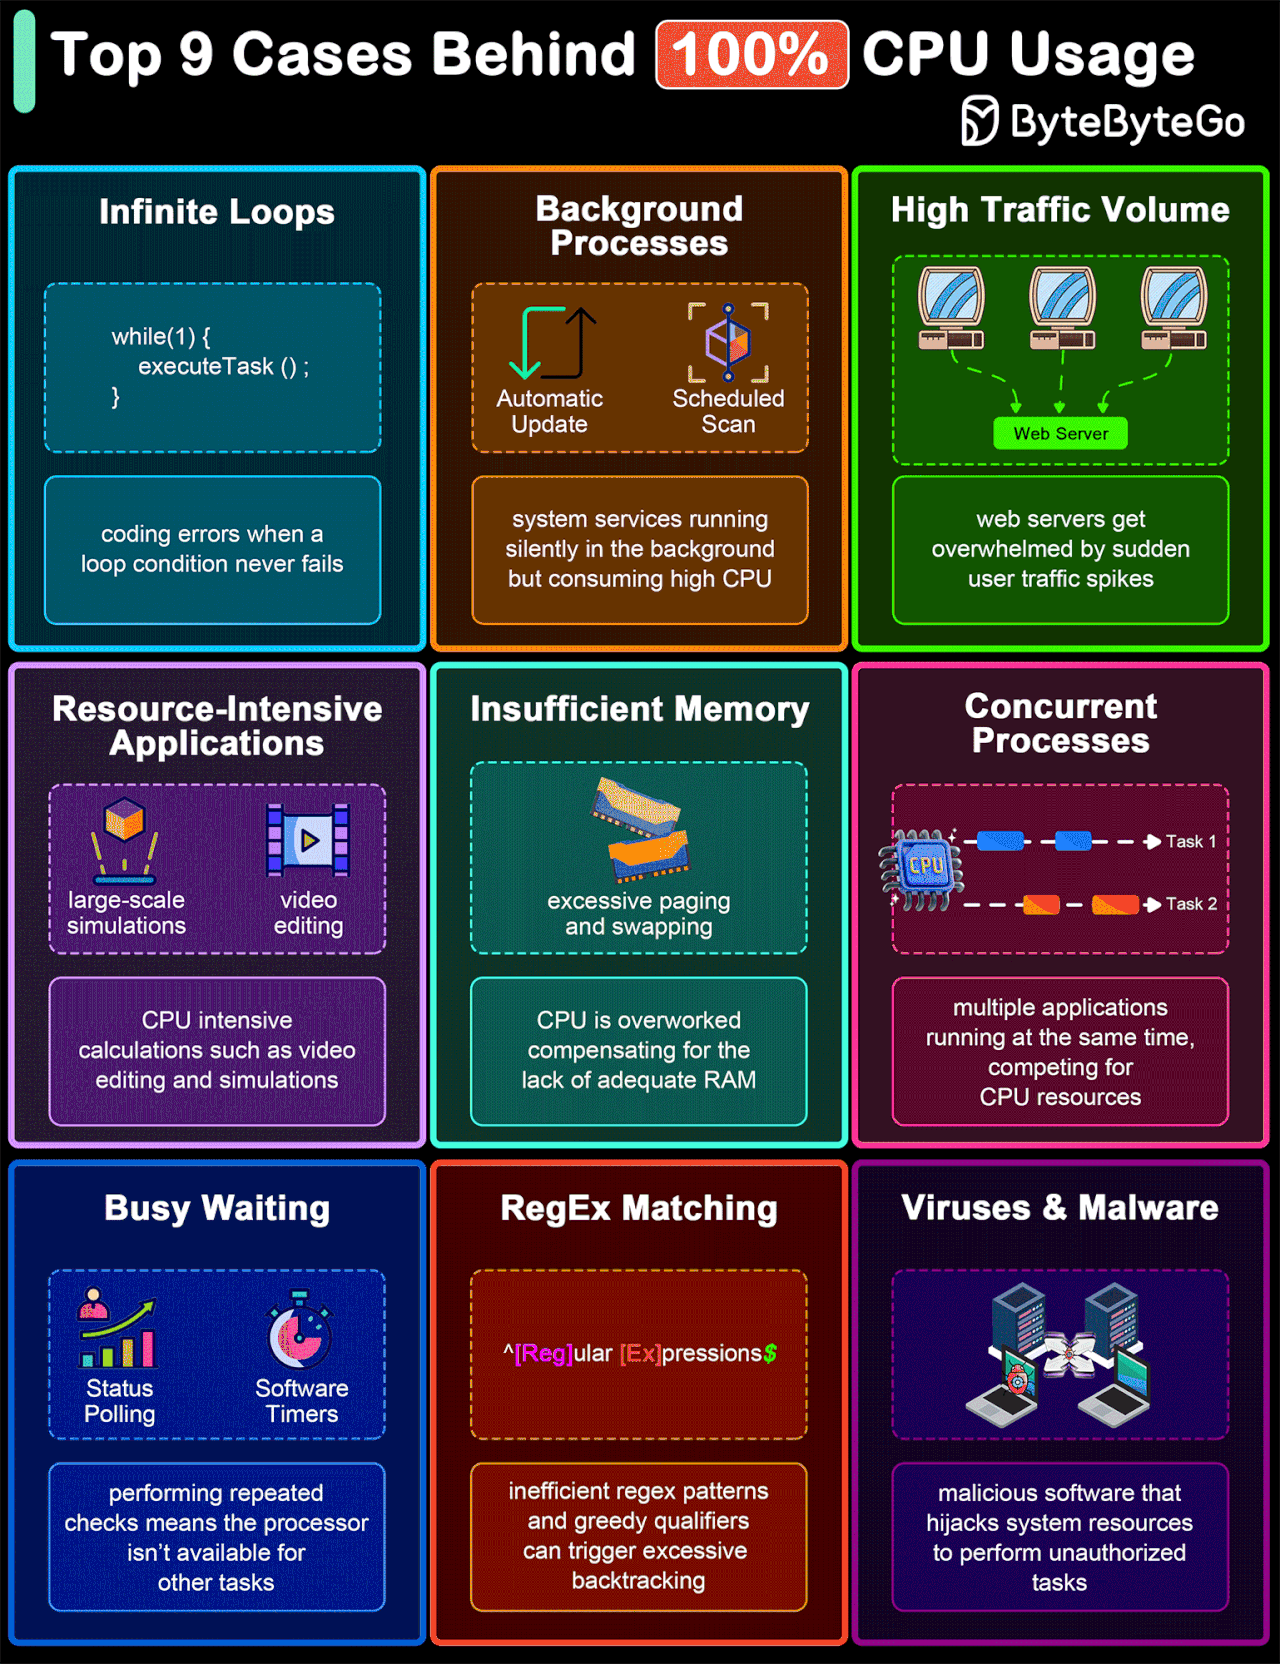 Top 9 Cases Behind 100% CPU Usage
ByteByteGo
Infinite Loops
while(1) {
executeTask () ;
}
coding errors when a
loop condition never fails
Background
Processes
Automatic
Update
Scheduled
Scan
system services running
silently in the background
but consuming high CPU
High Traffic Volume
Web Server
web servers get
overwhelmed by sudden
user traffic spikes
Resource-Intensive
Applications
large-scale
simulations
video
editing
CPU intensive
calculations such as video
editing and simulations
Insufficient Memory
excessive paging
and swapping
CPU is overworked
compensating for the
lack of adequate RAM
Concurrent
Processes
CPU
Task 1
Task 2
multiple applications
running at the same time,
competing for
CPU resources
Busy Waiting
Status
Polling
Software
Timers
performing repeated
checks means the processor
isn't available for
other tasks
RegEx Matching
^[Reg]ular [Ex]pressions$
inefficient regex patterns
and greedy qualifiers
can trigger excessive
backtracking
Viruses & Malware
malicious software that
hijacks system resources
to perform unauthorized
tasks